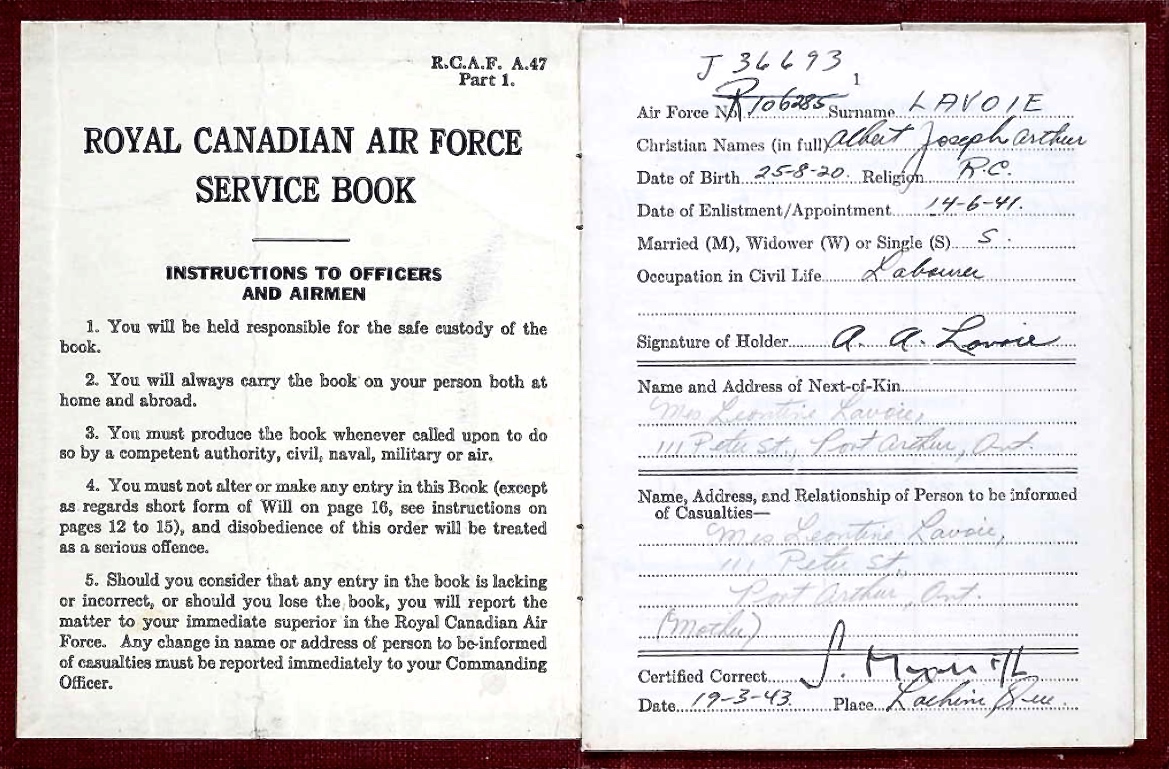 R.C.A.F. A.47
Part 1.
ROYAL CANADIAN AIR FORCE
SERVICE BOOK
INSTRUCTIONS TO OFFICERS
AND AIRMEN
1. You will be held responsible for the safe custody of the
book.
2. You will always carry the book on your person both at
home and abroad.
3. You must produce the book whenever called upon to do
so by a competent authority, civil, naval, military or air.
4. You must not alter or make any entry in this Book (except
as regards short form of Will on page 16, see instructions on
pages 12 to 15), and disobedience of this order will be treated
as a serious offence.
5. Should you consider that any entry in the book is lacking
or incorrect, or should you lose the book, you will report the
matter to your immediate superior in the Royal Canadian Air
Force. Any change in name or address of person to be informed
of casualties must be reported immediately to your Commanding
Officer.
J 36693
1
Air Force No. R106285 Surname LAVOIE
Christian Names (in full) Albert Joseph Arthur
Date of Birth 25-8-20. Religion R.C.
Date of Enlistment/Appointment 14-6-41.
Married (M), Widower (W) or Single (S) S.
Occupation in Civil Life Labourer
Signature of Holder A. A. Lavoie
Name and Address of Next-of-Kin
Mrs Leontine Lavoie,
111 Peter St., Port Arthur, Ont.
Name, Address, and Relationship of Person to be informed
of Casualties—
Mrs Leontine Lavoie,
111 Peter St.,
Port Arthur, Ont.
(Mother)
Certified Correct F/L
Date 19-3-43. Place Lachine Que.